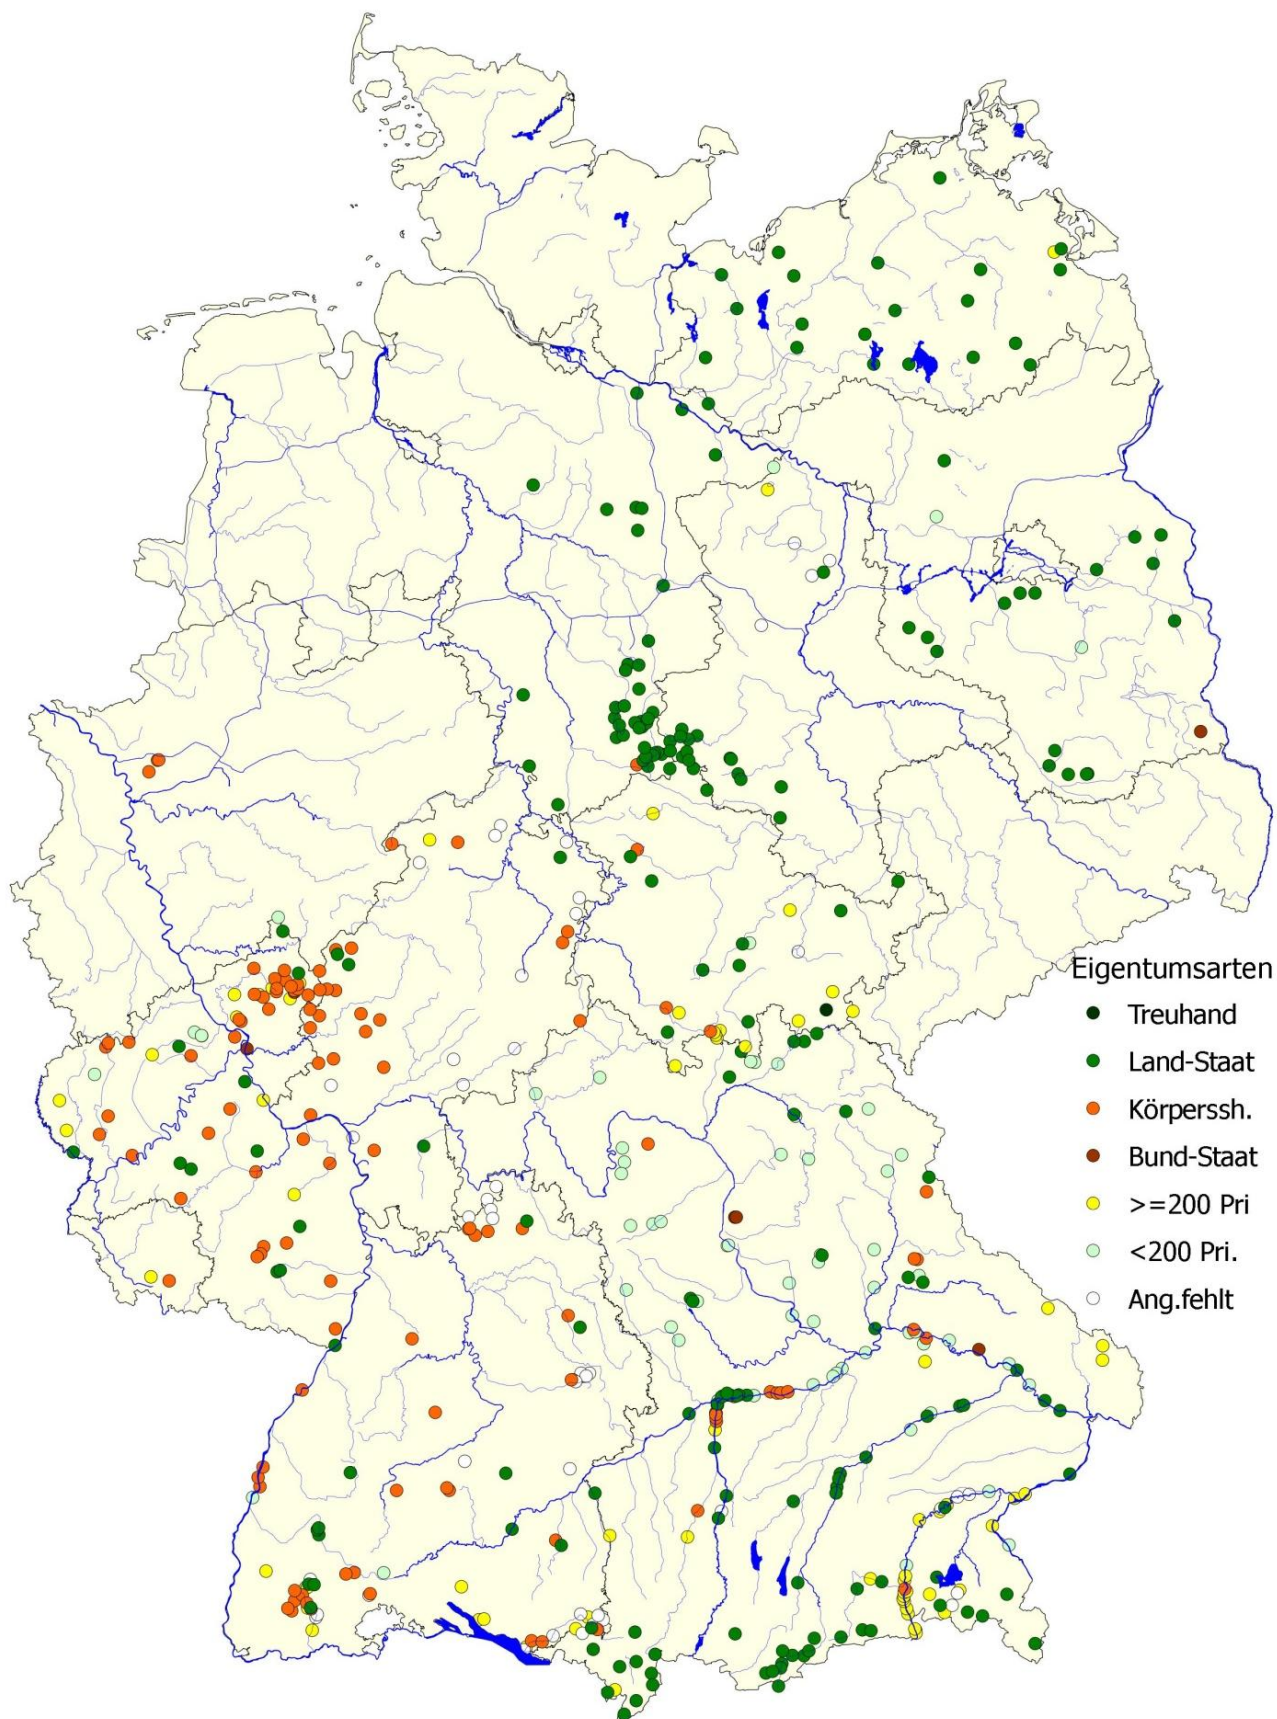 Eigentumsarten
Treuhand
Land-Staat
Körperssh.
Bund-Staat
>=200 Pri
<200 Pri.
Ang.fehlt